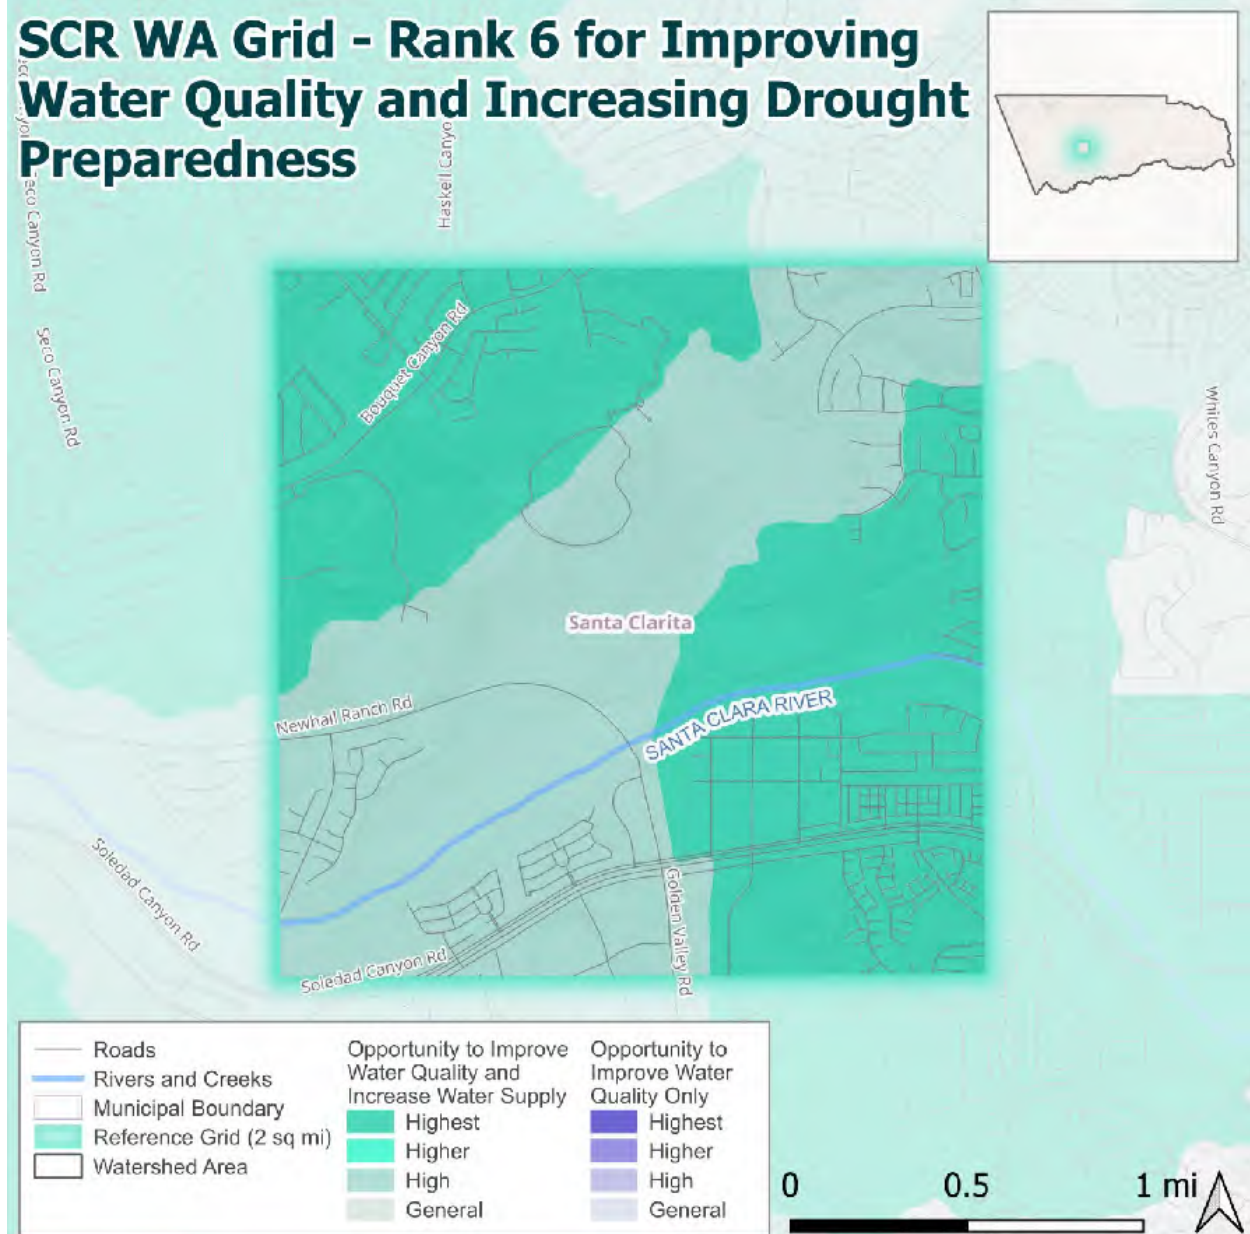 SCR WA Grid - Rank 6 for Improving
Water Quality and Increasing Drought
Preparedness
Haskell Canyo
Seco Canyon Rd
Seco Canyon Rd
Bouquet Canyon Rd
Whites Canyon Rd
Santa Clarita
Newhall Ranch Rd
SANTA CLARA RIVER
Soledad Canyon Rd
Golden Valley Rd
Soledad Canyon Rd
Roads
Rivers and Creeks
Municipal Boundary
Reference Grid (2 sq mi)
Watershed Area
Opportunity to Improve
Water Quality and
Increase Water Supply
Highest
Higher
High
General
Opportunity to
Improve Water
Quality Only
Highest
Higher
High
General
0 0.5 1 mi